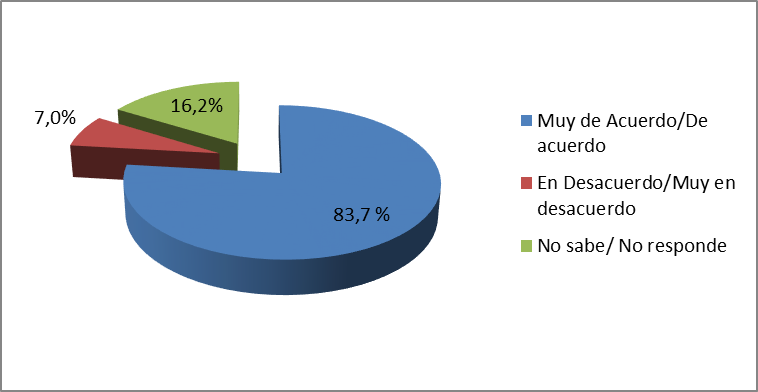 16,2%
7,0%
83,7 %
Muy de Acuerdo/De
acuerdo
En Desacuerdo/Muy en
desacuerdo
No sabe/ No responde